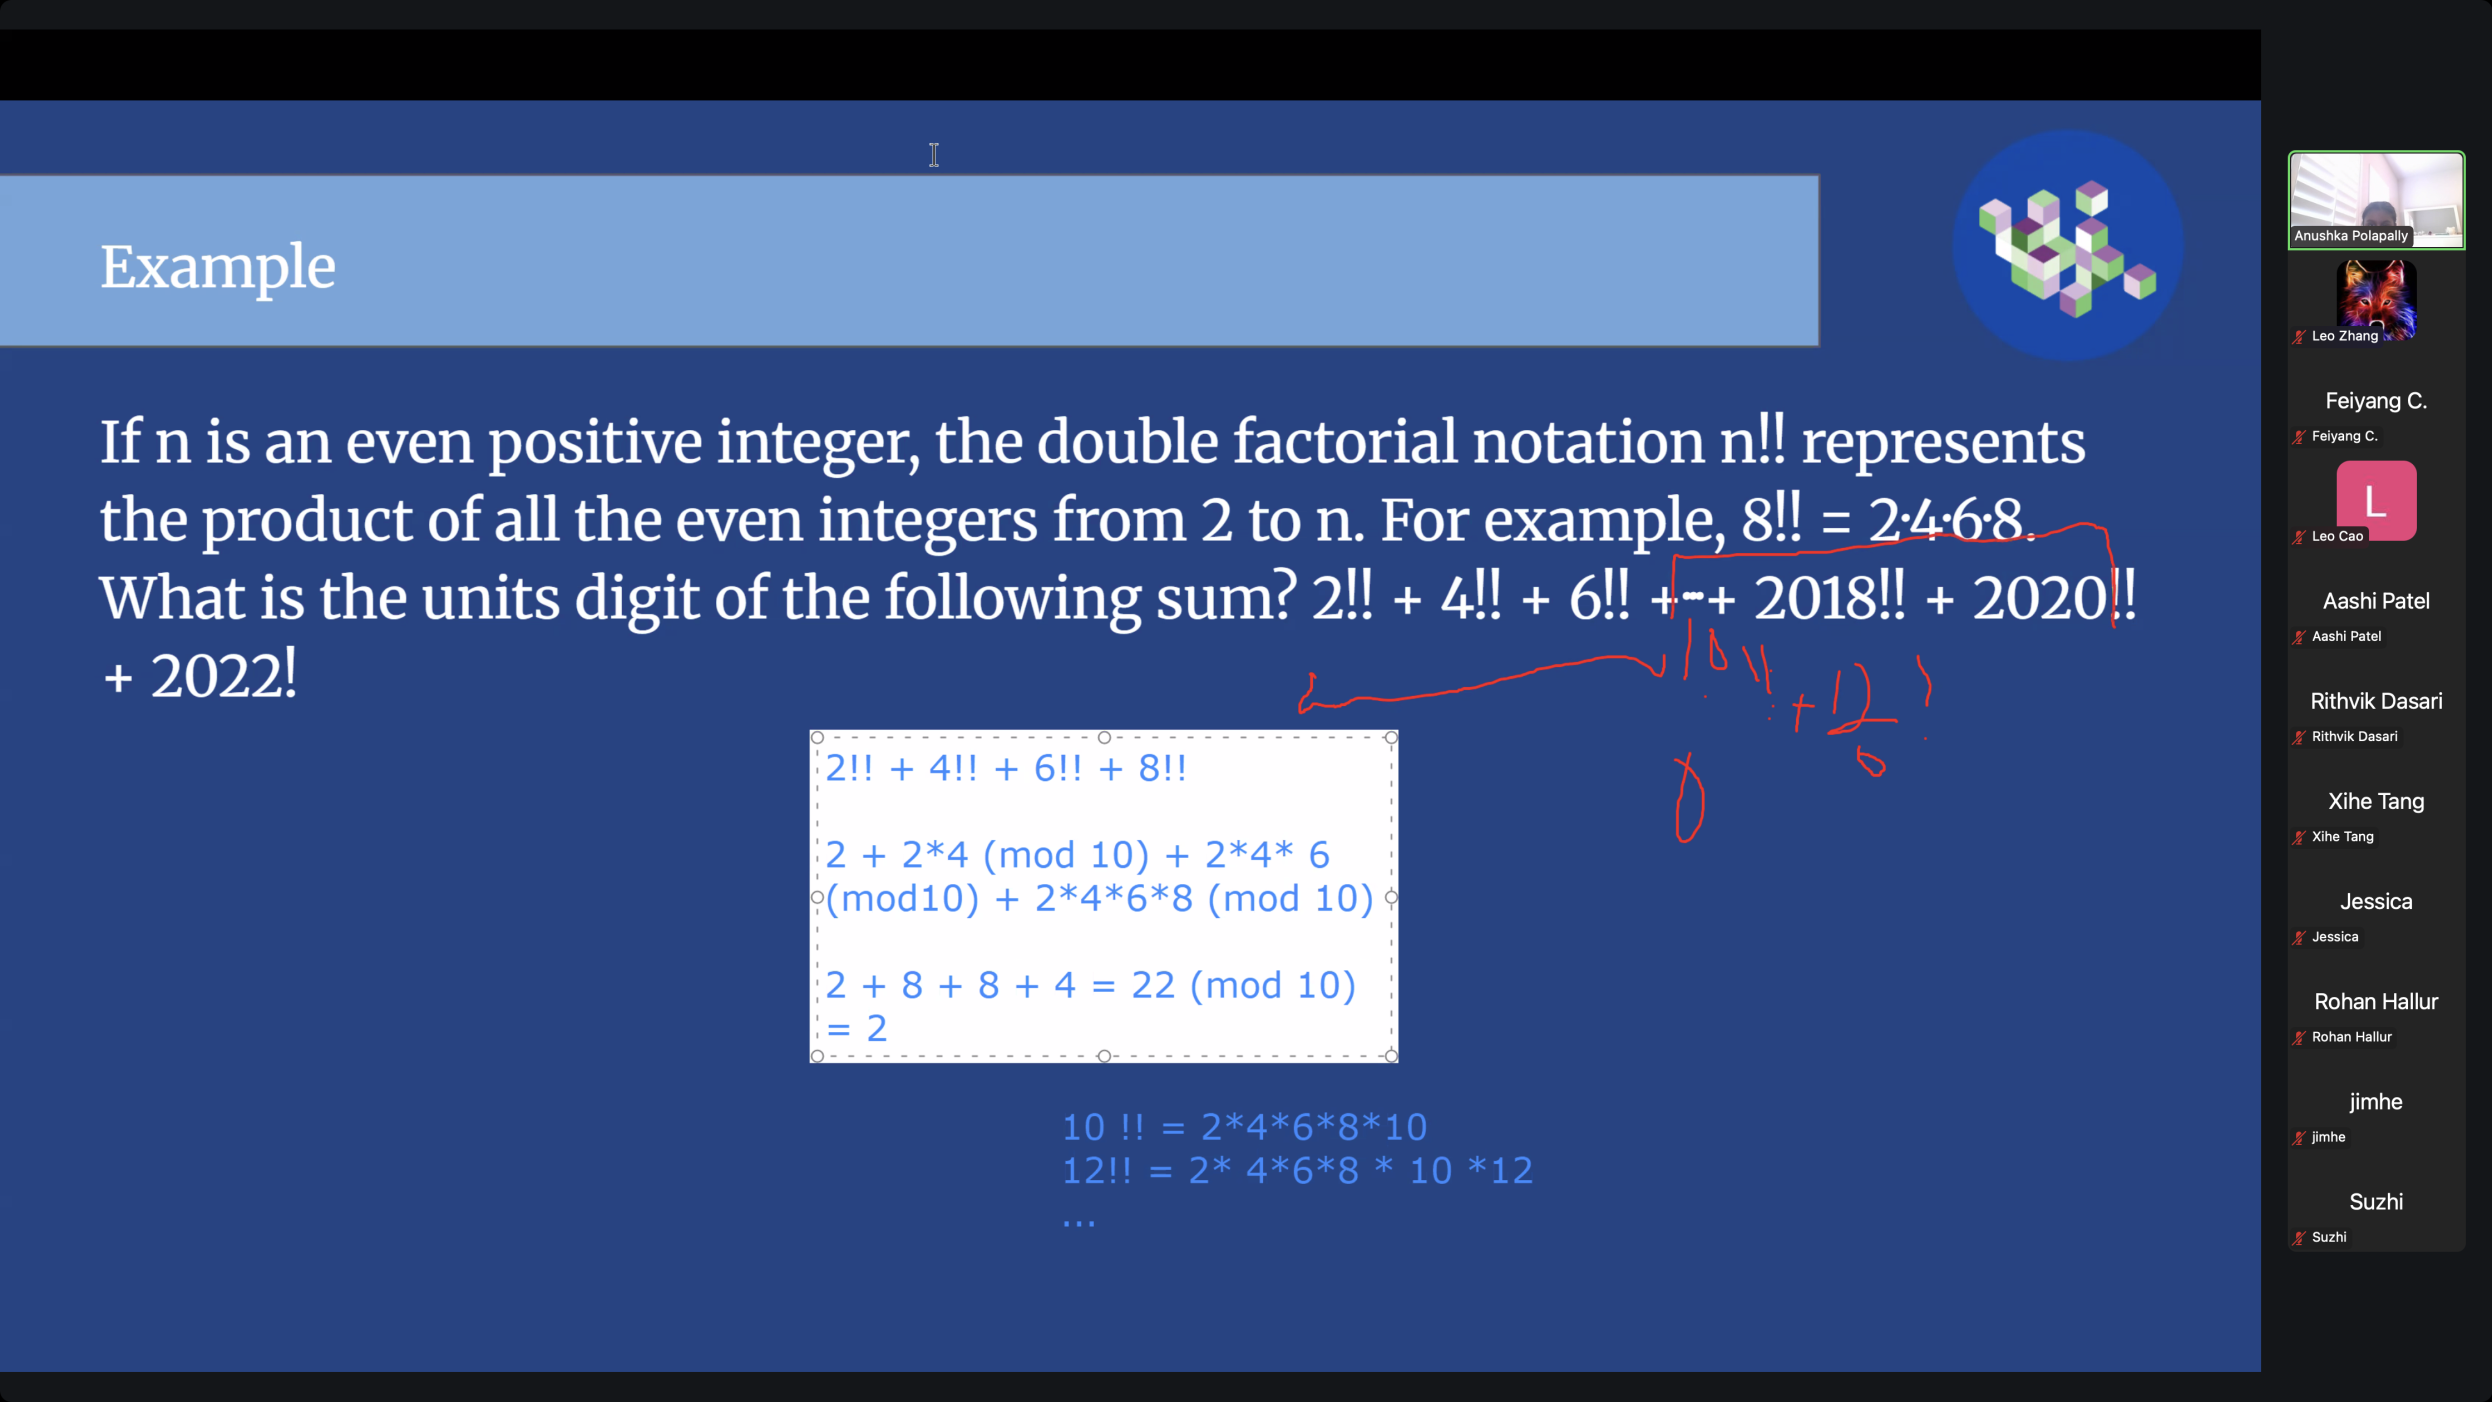 Example
If n is an even positive integer, the double factorial notation n!! represents
the product of all the even integers from 2 to n. For example, 8!! = 2·4·6·8.
What is the units digit of the following sum? 2!! + 4!! + 6!! +···+ 2018!! + 2020!!
+ 2022!
10!! + 12!
0
0
2!! + 4!! + 6!! + 8!!
2 + 2*4 (mod 10) + 2*4* 6
(mod10) + 2*4*6*8 (mod 10)
2 + 8 + 8 + 4 = 22 (mod 10)
= 2
10 !! = 2*4*6*8*10
12!! = 2* 4*6*8 * 10 *12
...
Anushka Polapally
Leo Zhang
Feiyang C.
Feiyang C.
L
Leo Cao
Aashi Patel
Aashi Patel
Rithvik Dasari
Rithvik Dasari
Xihe Tang
Xihe Tang
Jessica
Jessica
Rohan Hallur
Rohan Hallur
jimhe
jimhe
Suzhi
Suzhi